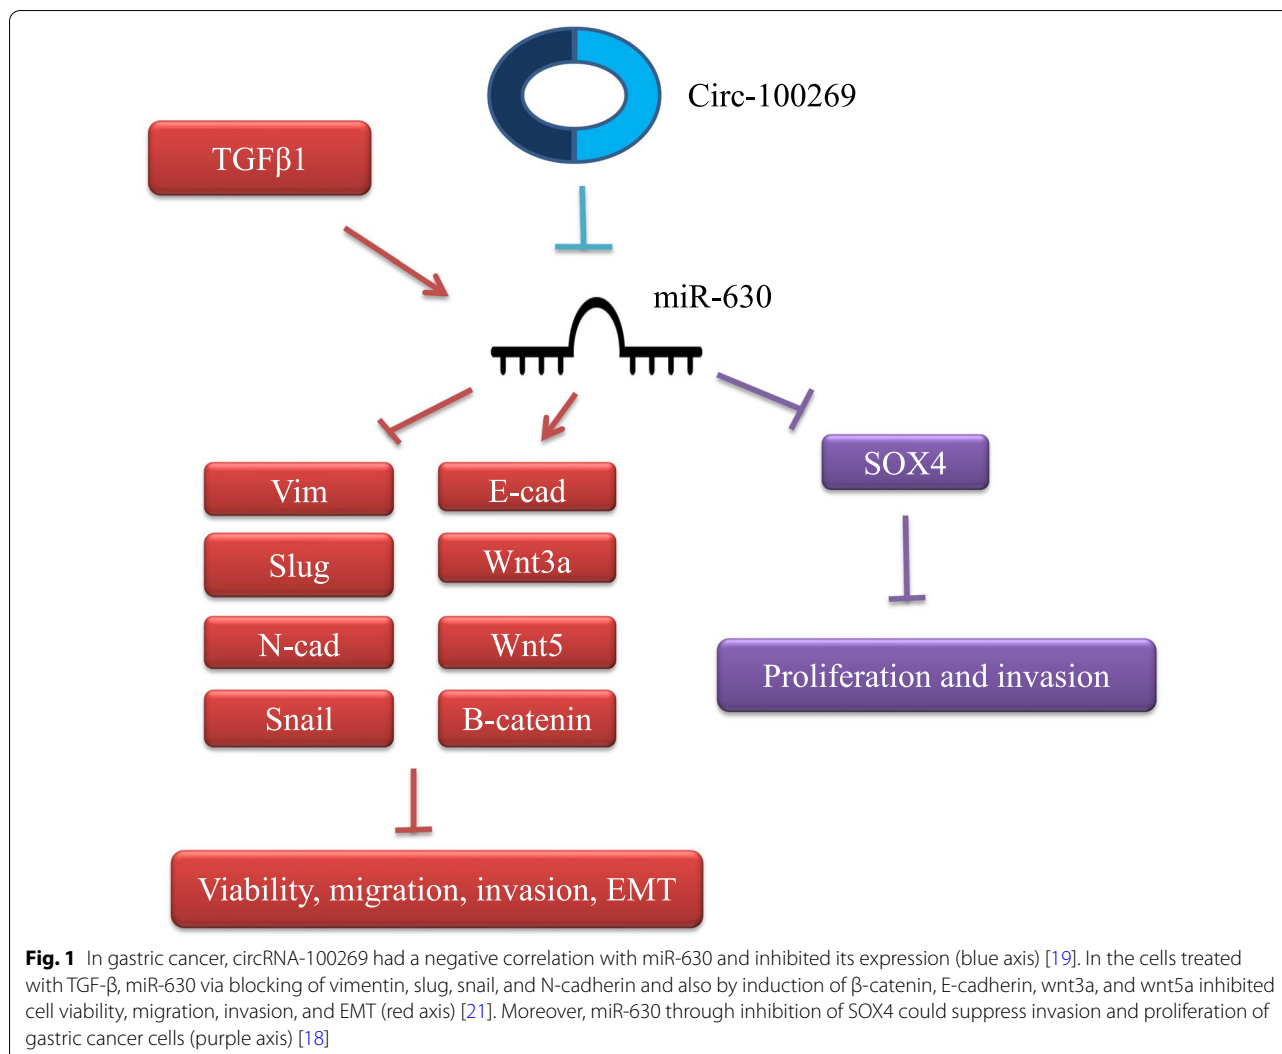 Circ-100269
TGFβ1
miR-630
Vim
E-cad
SOX4
Slug
Wnt3a
N-cad
Wnt5
Proliferation and invasion
Snail
B-catenin
Viability, migration, invasion, EMT
Fig. 1 In gastric cancer, circRNA-100269 had a negative correlation with miR-630 and inhibited its expression (blue axis) [19]. In the cells treated
with TGF-β, miR-630 via blocking of vimentin, slug, snail, and N-cadherin and also by induction of β-catenin, E-cadherin, wnt3a, and wnt5a inhibited
cell viability, migration, invasion, and EMT (red axis) [21]. Moreover, miR-630 through inhibition of SOX4 could suppress invasion and proliferation of
gastric cancer cells (purple axis) [18]